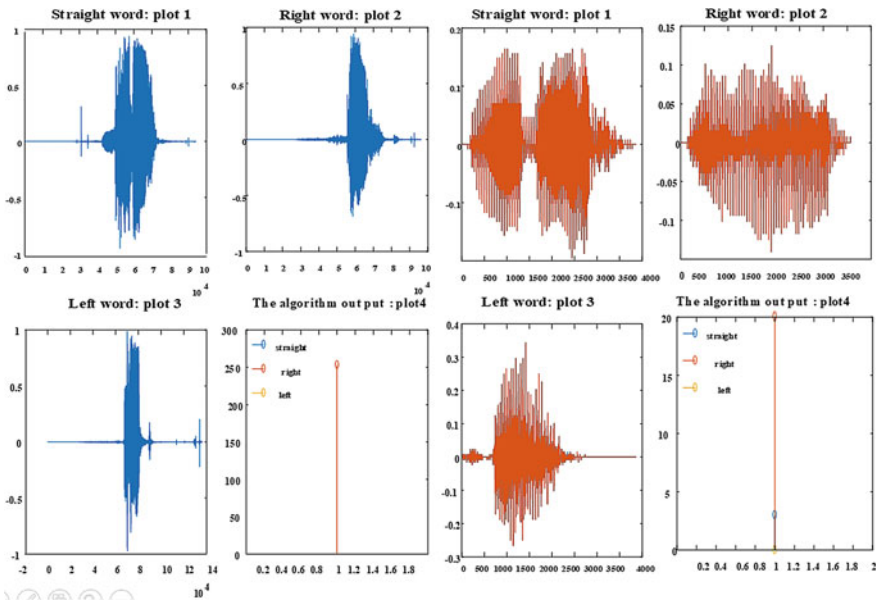 Straight word: plot 1
1
0.5
0
-0.5
-1
0 1 2 3 4 5 6 7 8 9 10
10 -4
Right word: plot 2
1
0.5
0
-0.5
-1
0 1 2 3 4 5 6 7 8 9 10
10 -4
Straight word: plot 1
0.2
0.1
0
-0.1
0 500 1000 1500 2000 2500 3000 3500 4000
Right word: plot 2
0.15
0.1
0.05
0
-0.05
-0.1
0 500 1000 1500 2000 2500 3000 3500
Left word: plot 3
1
0.5
0
-0.5
-1
-2 0 2 4 6 8 10 12 14
10 -4
The algorithm out put : plot4
300
250
200
150
100
50
0
straight
right
left
0.2 0.4 0.6 0.8 1 1.2 1.4 1.6 1.8
Left word: plot 3
0.4
0.3
0.2
0.1
0
-0.1
-0.2
-0.3
0 500 1000 1500 2000 2500 3000 3500 4000
The algorithm out put : plot4
20
15
10
5
0
straight
right
left
0.2 0.4 0.6 0.8 1 1.2 1.4 1.6 1.8 2